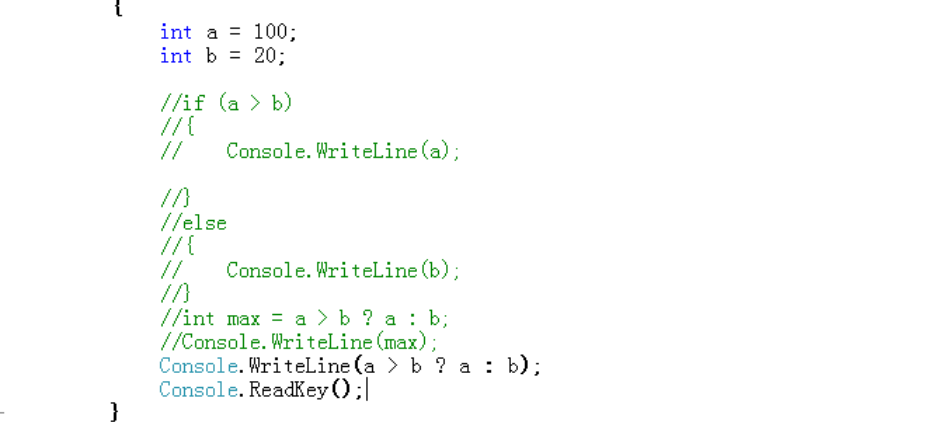 {
int a = 100;
int b = 20;
//if (a > b)
//{
//    Console.WriteLine(a);
//}
//else
//{
//    Console.WriteLine(b);
//}
//int max = a > b ? a : b;
//Console.WriteLine(max);
Console.WriteLine(a > b ? a : b);
Console.ReadKey();
}